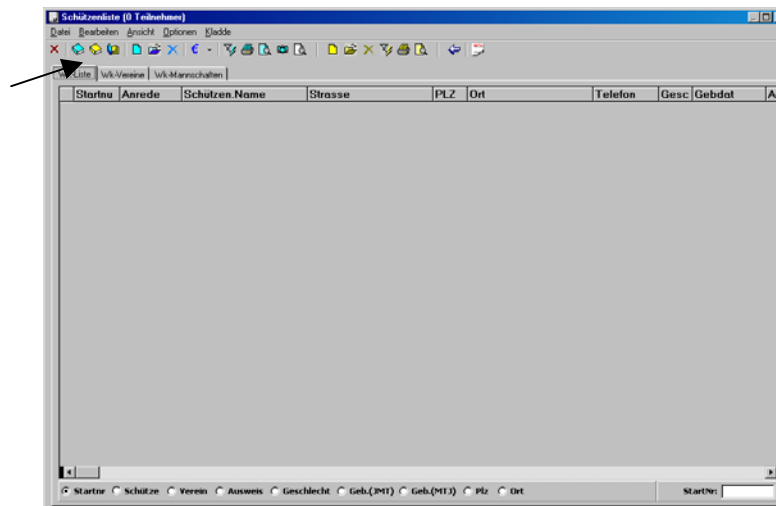 Schützenliste (0 Teilnehmer)
Datei Bearbeiten Ansicht Optionen Kladde
Wk-Vereine Wk-Mannschaften
Startnu Anrede Schützen.Name Strasse PLZ Ort Telefon Gesc Gebdat A
Startnr Schütze Verein Ausweis Geschlecht Geb.(JMT) Geb.(MTJ) Plz Ort StartNr: